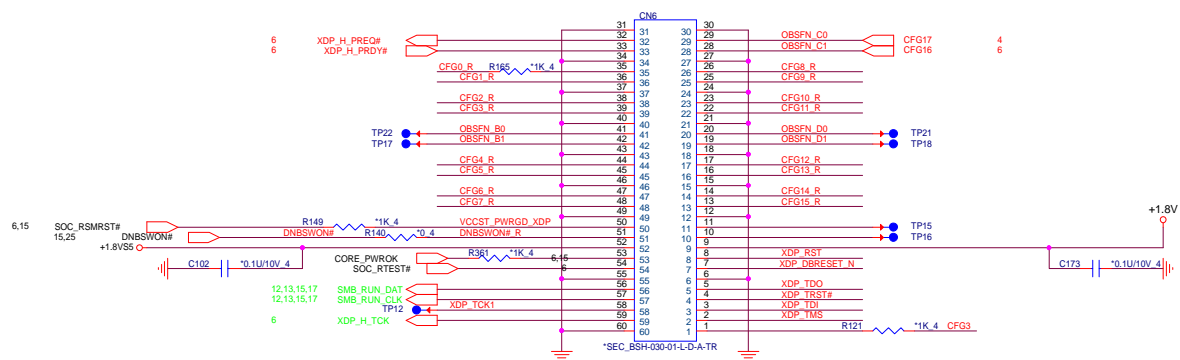 CN6
31 31 30 30
6 XDP_H_PREQ# 32 32 29 29 OBSFN_C0 CFG17 4
6 XDP_H_PRDY# 33 33 28 28 OBSFN_C1 CFG16 6
34 34 27 27
CFG0_R R165 *1K_4 35 35 26 26 CFG8_R
CFG1_R 36 36 25 25 CFG9_R
37 37 24 24
CFG2_R 38 38 23 23 CFG10_R
CFG3_R 39 39 22 22 CFG11_R
40 40 21 21
TP22 OBSFN_B0 41 41 20 20 OBSFN_D0 TP21
TP17 OBSFN_B1 42 42 19 19 OBSFN_D1 TP18
43 43 18 18
CFG4_R 44 44 17 17 CFG12_R
CFG5_R 45 45 16 16 CFG13_R
46 46 15 15
CFG6_R 47 47 14 14 CFG14_R
CFG7_R 48 48 13 13 CFG15_R
49 49 12 12
6,15 SOC_RSMRST# R149 *1K_4 VCCST_PWRGD_XDP 50 50 11 11 TP15
15,25 DNBSWON# DNBSWON# R140 *0_4 DNBSWON#_R 51 51 10 10 TP16
+1.8VS5 52 52 9 9 +1.8V
CORE_PWROK R361 *1K_4 6,15 53 53 8 8 XDP_RST
C102 *0.1U/10V_4 SOC_RTEST# 6 54 54 7 7 XDP_DBRESET_N C173 *0.1U/10V_4
55 55 6 6
12,13,15,17 SMB_RUN_DAT 56 56 5 5 XDP_TDO
12,13,15,17 SMB_RUN_CLK 57 57 4 4 XDP_TRST#
TP12 XDP_TCK1 58 58 3 3 XDP_TDI
6 XDP_H_TCK 59 59 2 2 XDP_TMS
60 60 1 1 R121 *1K_4 CFG3
*SEC_BSH-030-01-L-D-A-TR